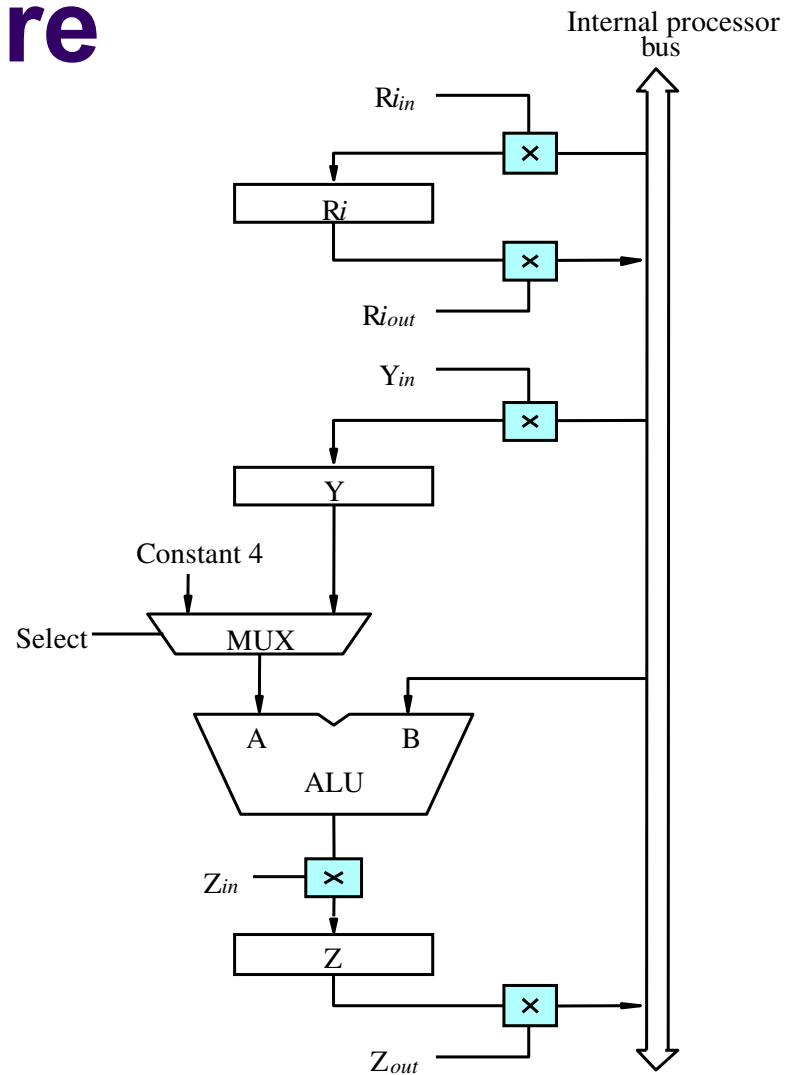 re
Internal processor
bus
Riin
Ri
Riout
Yin
Y
Constant 4
Select
MUX
A
B
ALU
Zin
Z
Zout